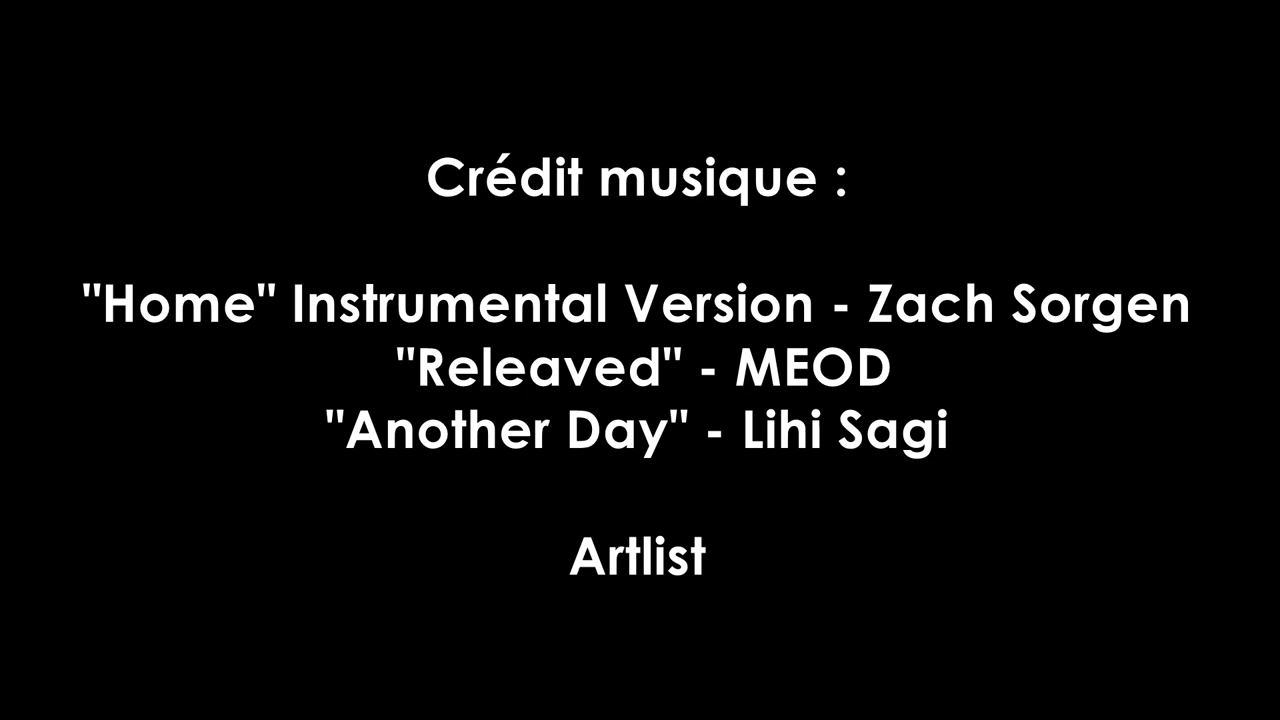 Crédit musique :
"Home" Instrumental Version - Zach Sorgen
"Releaved" - MEOD
"Another Day" - Lihi Sagi
Artlist